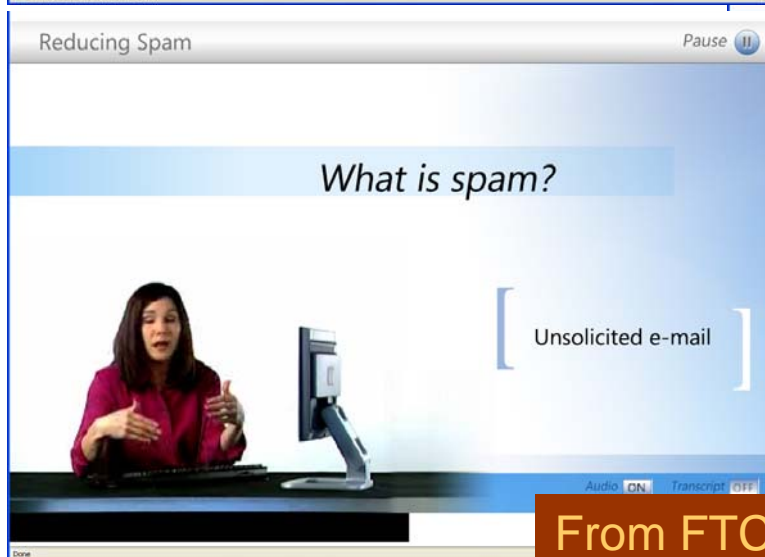 Reducing Spam
Pause
What is spam?
Unsolicited e-mail
Audio ON Transcript OFF
From FTC
Done